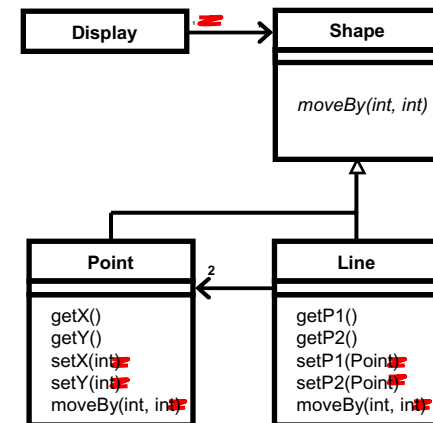 Display
Shape
moveBy(int, int)
Point
2
Line
getX()
getY()
setX(int)
setY(int)
moveBy(int, int)
getP1()
getP2()
setP1(Point)
setP2(Point)
moveBy(int, int)